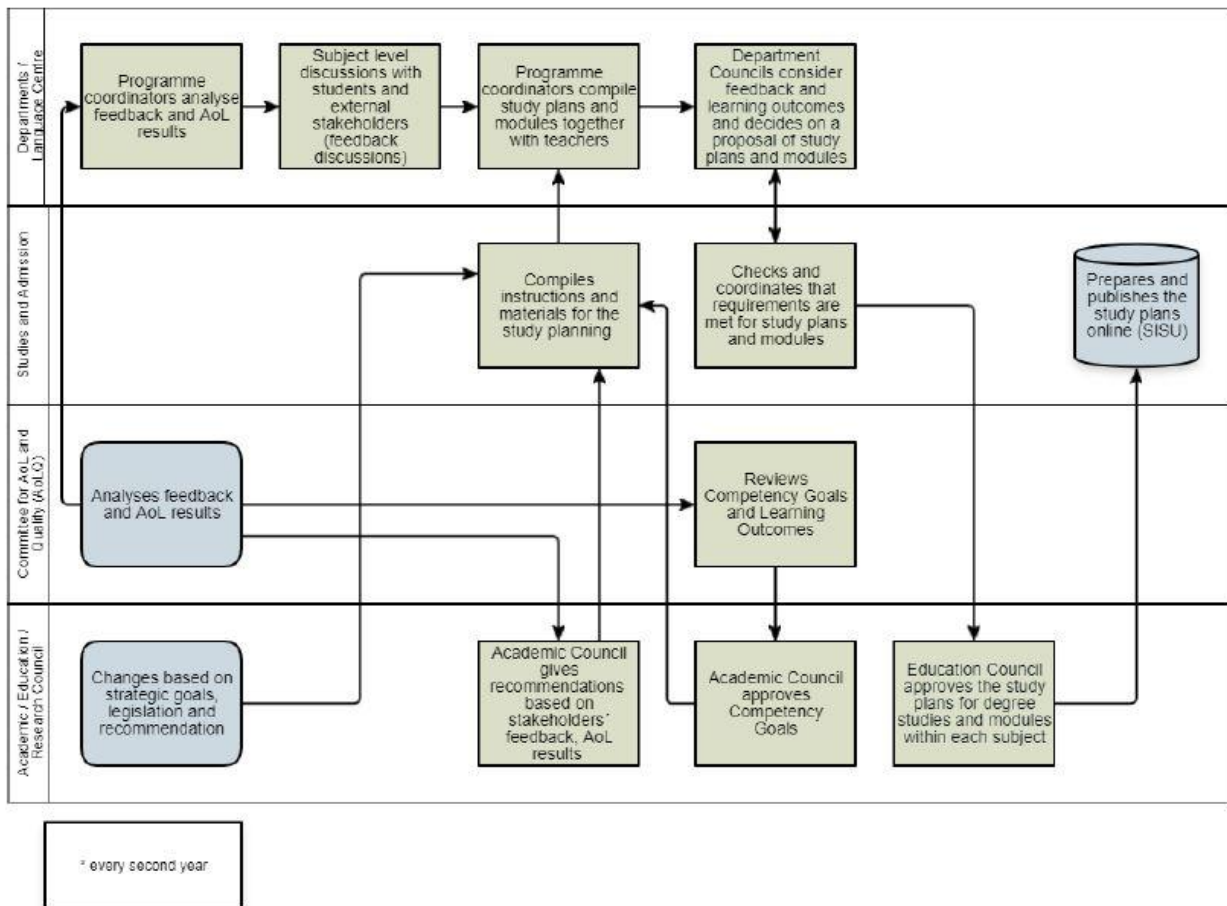 Departments /
Language Centre
Programme
coordinators analyse
feedback and AoL
results
Subject level
discussions with
students and
external
stakeholders
(feedback
discussions)
Programme
coordinators compile
study plans and
modules together
with teachers
Department
Councils consider
feedback and
learning outcomes
and decides on a
proposal of study
plans and modules
Studies and Admission
Compiles
instructions and
materials for the
study planning
Checks and
coordinates that
requirements are
met for study plans
and modules
Prepares and
publishes the
study plans
online (SISU)
Committee for AoL and
Qualify (AoLQ)
Analyses feedback
and AoL results
Reviews
Competency Goals
and Learning
Outcomes
Academic / Education /
Research Council
Changes based on
strategic goals,
legislation and
recommendation
Academic Council
gives
recommendations
based on
stakeholders´
feedback, AoL
results
Academic Council
approves
Competency
Goals
Education Council
approves the study
plans for degree
studies and modules
within each subject
* every second year